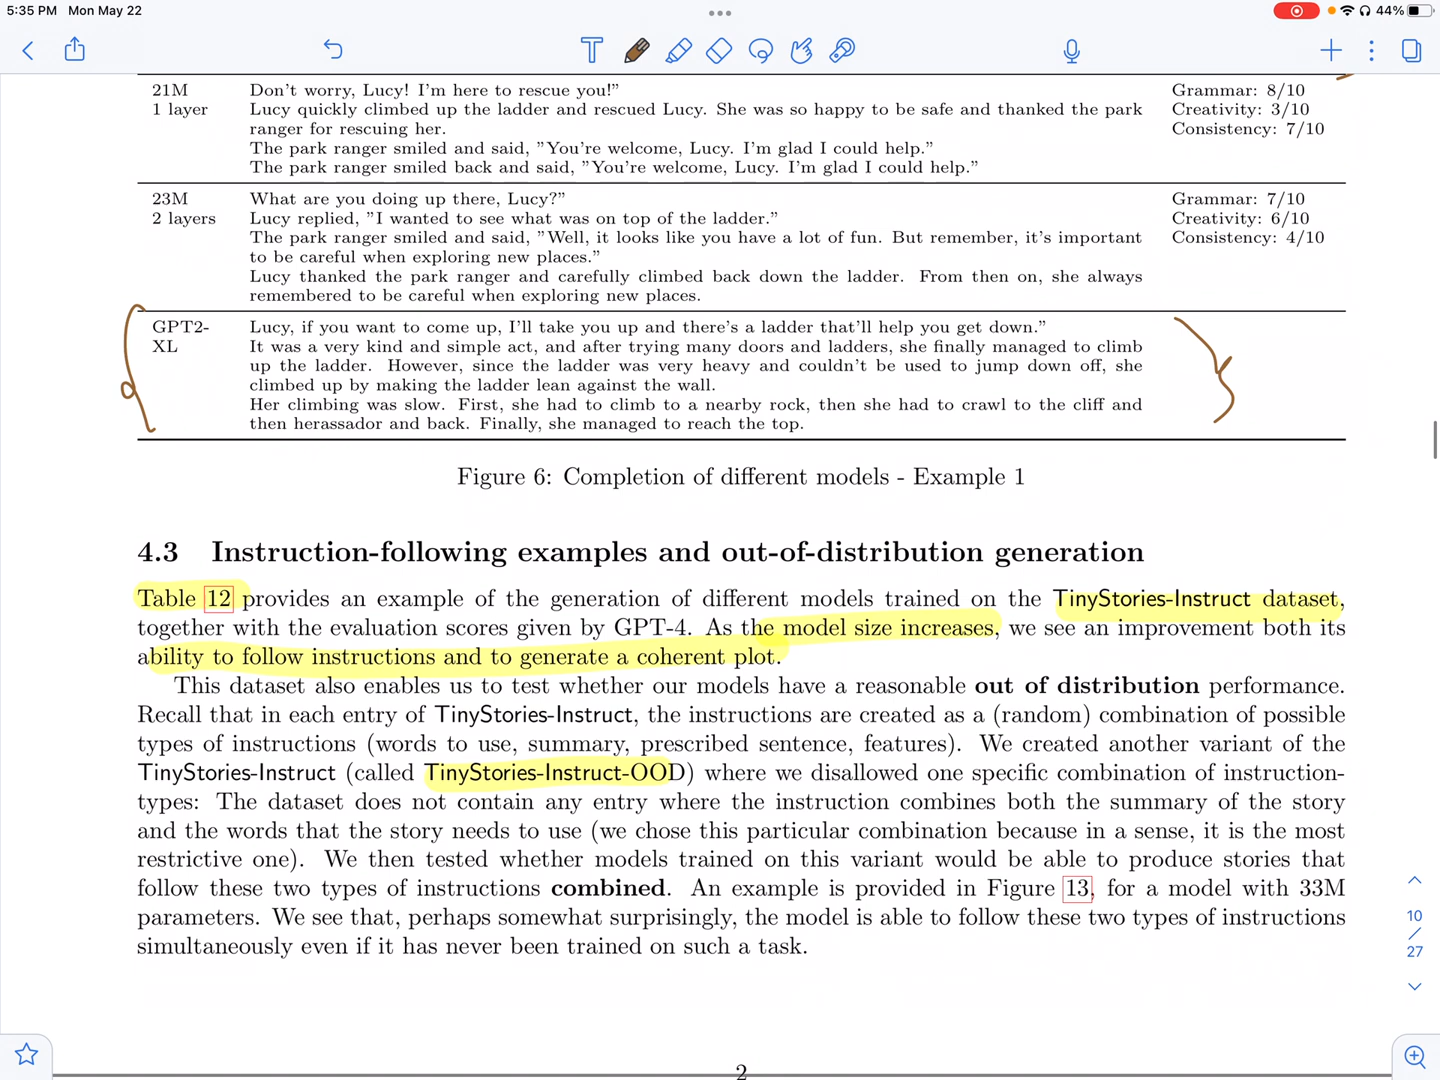 5:35 PM Mon May 22
44%
21M Don't worry, Lucy! I'm here to rescue you!” Grammar: 8/10
1 layer Lucy quickly climbed up the ladder and rescued Lucy. She was so happy to be safe and thanked the park Creativity: 3/10
ranger for rescuing her. Consistency: 7/10
The park ranger smiled and said, ”You're welcome, Lucy. I'm glad I could help.”
The park ranger smiled back and said, ”You're welcome, Lucy. I'm glad I could help.”
23M What are you doing up there, Lucy?” Grammar: 7/10
2 layers Lucy replied, ”I wanted to see what was on top of the ladder.” Creativity: 6/10
The park ranger smiled and said, ”Well, it looks like you have a lot of fun. But remember, it's important Consistency: 4/10
to be careful when exploring new places.”
Lucy thanked the park ranger and carefully climbed back down the ladder. From then on, she always
remembered to be careful when exploring new places.
GPT2- Lucy, if you want to come up, I'll take you up and there's a ladder that'll help you get down.”
XL It was a very kind and simple act, and after trying many doors and ladders, she finally managed to climb
up the ladder. However, since the ladder was very heavy and couldn't be used to jump down off, she
climbed up by making the ladder lean against the wall.
Her climbing was slow. First, she had to climb to a nearby rock, then she had to crawl to the cliff and
then herassador and back. Finally, she managed to reach the top.
Figure 6: Completion of different models - Example 1
4.3 Instruction-following examples and out-of-distribution generation
Table 12 provides an example of the generation of different models trained on the TinyStories-Instruct dataset,
together with the evaluation scores given by GPT-4. As the model size increases, we see an improvement both its
ability to follow instructions and to generate a coherent plot.
This dataset also enables us to test whether our models have a reasonable out of distribution performance.
Recall that in each entry of TinyStories-Instruct, the instructions are created as a (random) combination of possible
types of instructions (words to use, summary, prescribed sentence, features). We created another variant of the
TinyStories-Instruct (called TinyStories-Instruct-OOD) where we disallowed one specific combination of instruction-
types: The dataset does not contain any entry where the instruction combines both the summary of the story
and the words that the story needs to use (we chose this particular combination because in a sense, it is the most
restrictive one). We then tested whether models trained on this variant would be able to produce stories that
follow these two types of instructions combined. An example is provided in Figure 13, for a model with 33M
parameters. We see that, perhaps somewhat surprisingly, the model is able to follow these two types of instructions
simultaneously even if it has never been trained on such a task.
10
/
27
2